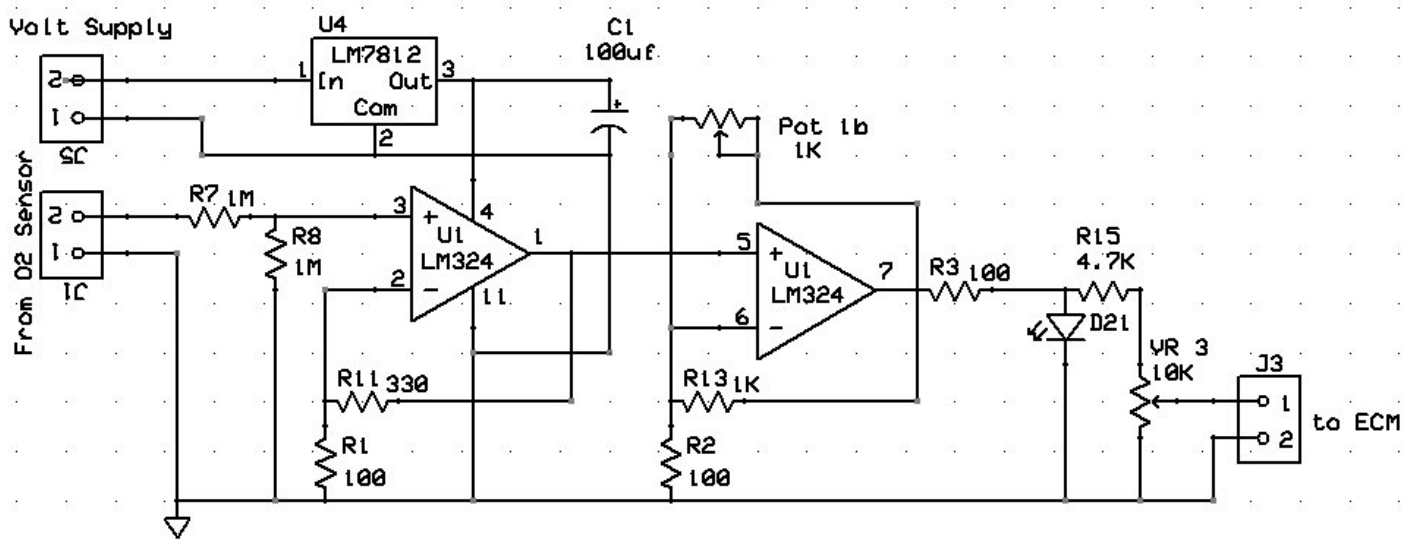 Volt Supply
U4
LM7812
1 In Out 3
Com
2
C1
100uf
+
2
1
J5
From O2 Sensor
2
1
J1
R7 1M
R8
1M
3 +
4
U1
LM324
1
2 -
11
R11 330
R1
100
Pot 1b
1K
5 +
U1
LM324
7
6 -
R13 1K
R2
100
R3 100
R15
4.7K
D21
VR 3
10K
J3
1
2
to ECM